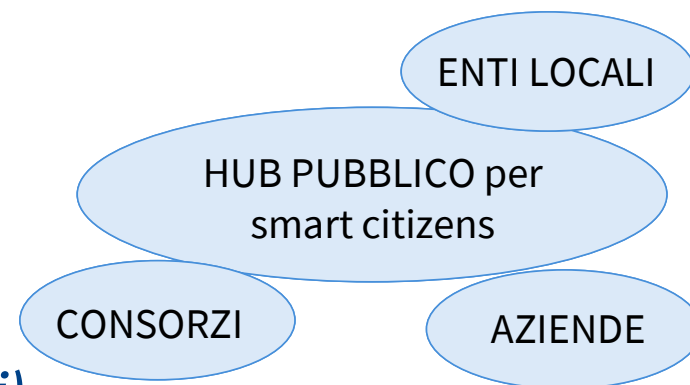 ENTI LOCALI
HUB PUBBLICO per
smart citizens
CONSORZI
AZIENDE